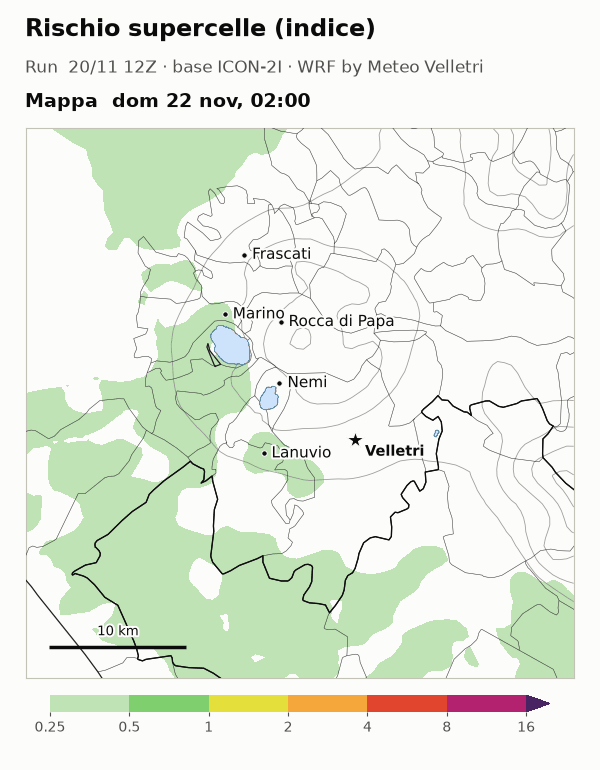 Rischio supercelle (indice)
Run  20/11 12Z · base ICON-2I · WRF by Meteo Velletri
Mappa  dom 22 nov, 02:00
Frascati
Marino
Rocca di Papa
Nemi
Velletri
Lanuvio
10 km
0.25 0.5 1 2 4 8 16